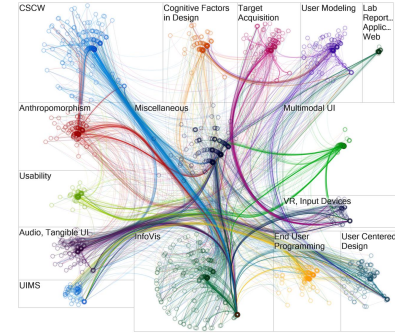 CSCW
Cognitive Factors
in Design
Target
Acquisition
User Modeling
Lab
Report...
Applic...
Web
Anthropomorphism
Miscellaneous
Multimodal UI
Usability
VR, Input Devices
Audio, Tangible UI
InfoVis
End User
Programming
User Centered
Design
UIMS